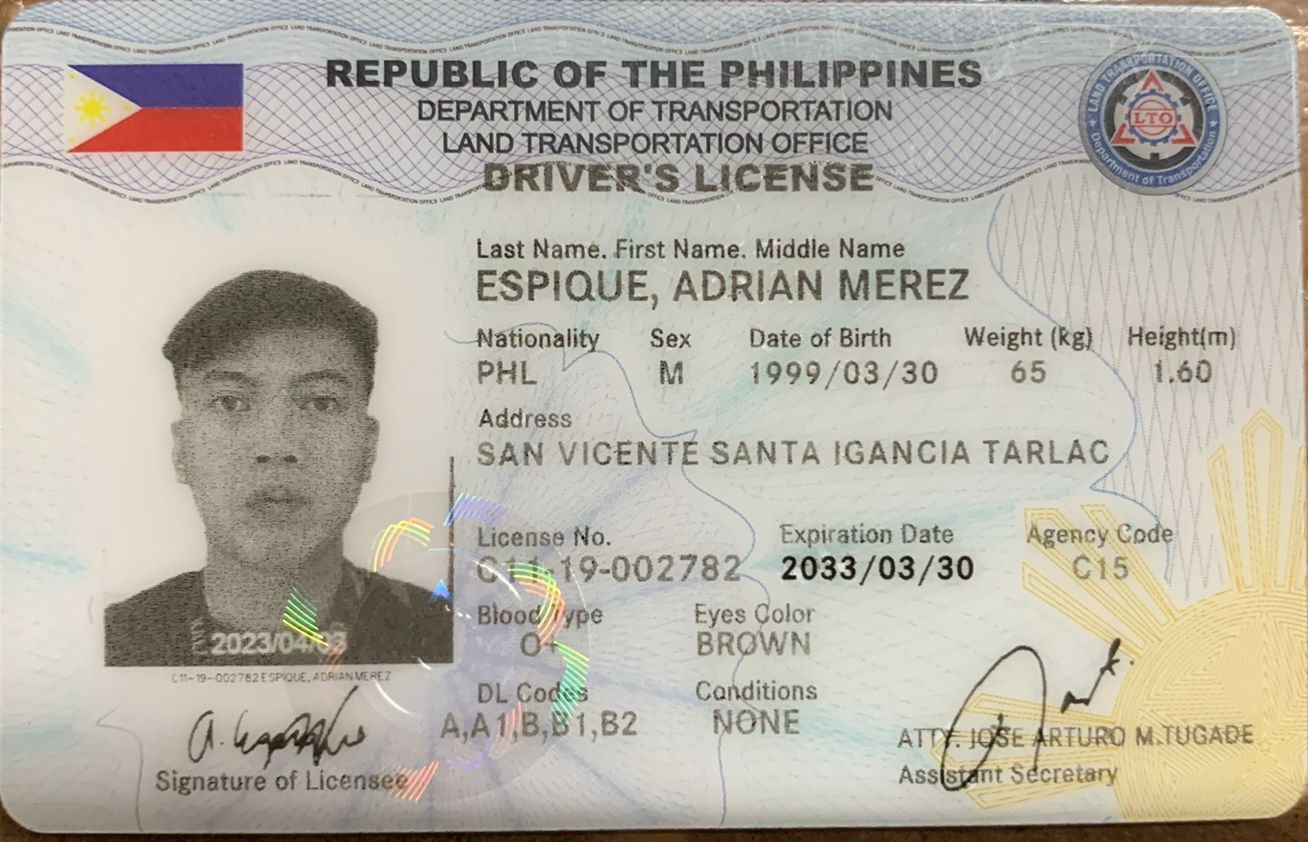 REPUBLIC OF THE PHILIPPINES
DEPARTMENT OF TRANSPORTATION
LAND TRANSPORTATION OFFICE
DRIVER'S LICENSE
LAND TRANSPORTATION OFFICE
LTO
Department of Transportation
Last Name. First Name. Middle Name
ESPIQUE, ADRIAN MEREZ
Nationality Sex Date of Birth Weight (kg) Height(m)
PHL M 1999/03/30 65 1.60
Address
SAN VICENTE SANTA IGANCIA TARLAC
License No. Expiration Date Agency Code
C11-19-002782 2033/03/30 C15
Blood Type Eyes Color
O+ BROWN
DL Codes Conditions
A,A1,B,B1,B2 NONE
2023/04/03
C11-19-002782 ESPIQUE, ADRIAN MEREZ
Signature of Licensee
ATTY. JOSE ARTURO M.TUGADE
Assistant Secretary